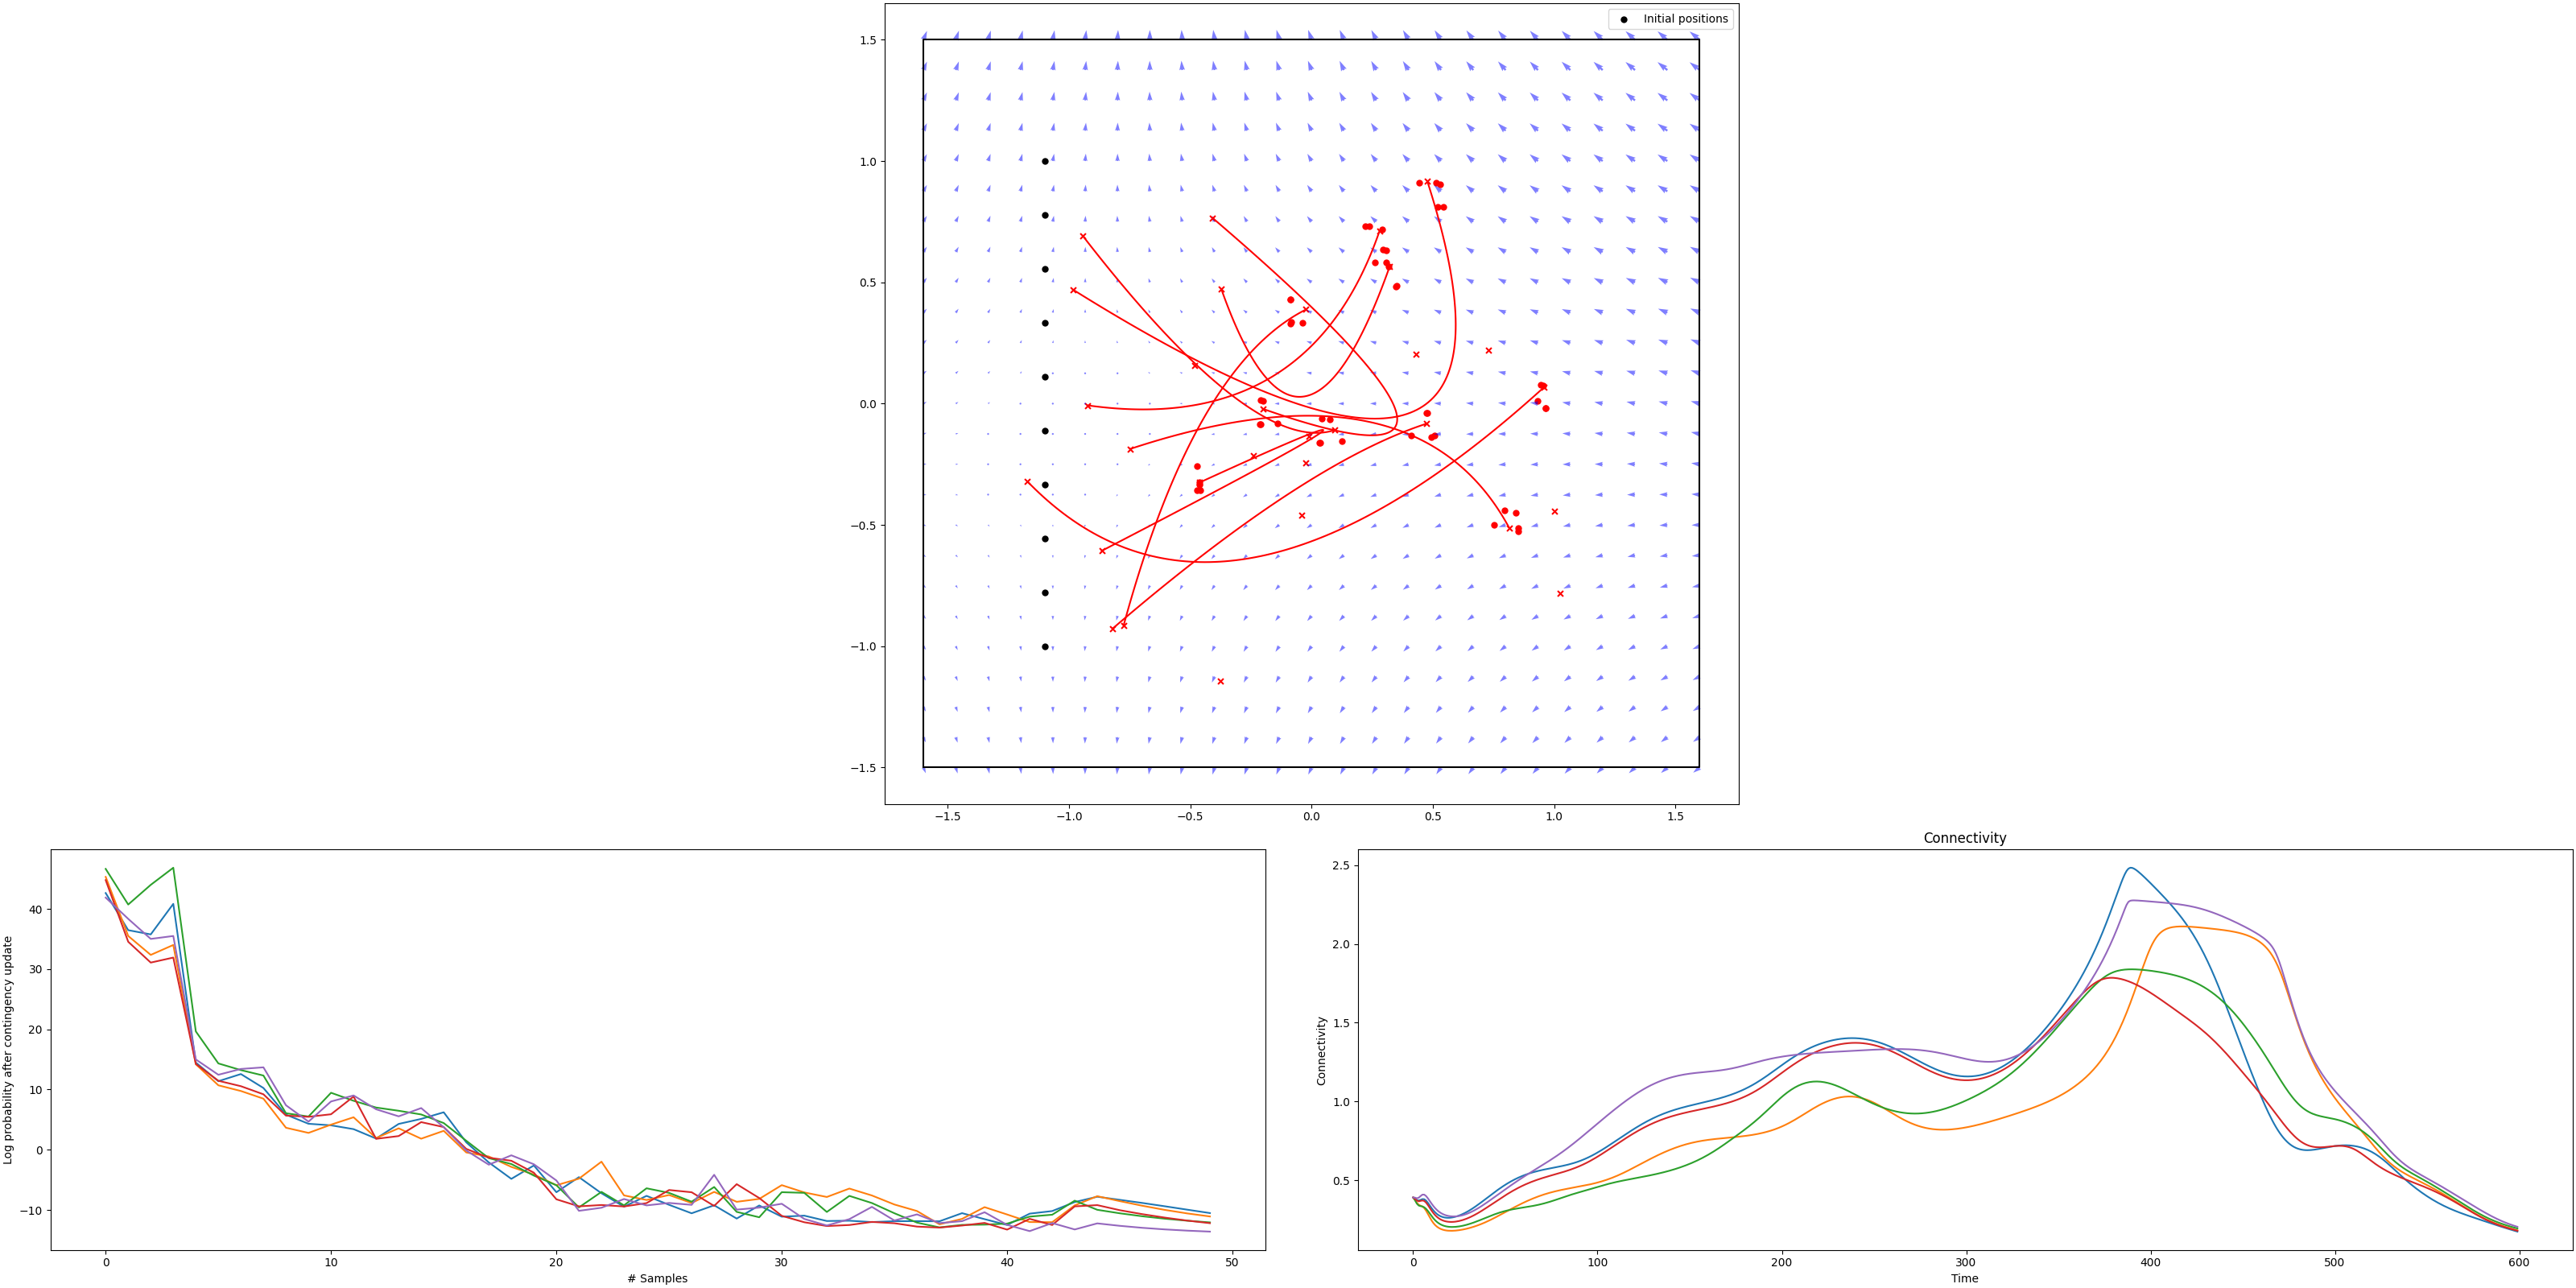 Initial positions
1.5
1.0
0.5
0.0
−0.5
−1.0
−1.5
−1.5 −1.0 −0.5 0.0 0.5 1.0 1.5
Log probability after contingency update
40
30
20
10
0
−10
0 10 20 30 40 50
# Samples
Connectivity
Connectivity
2.5
2.0
1.5
1.0
0.5
0 100 200 300 400 500 600
Time